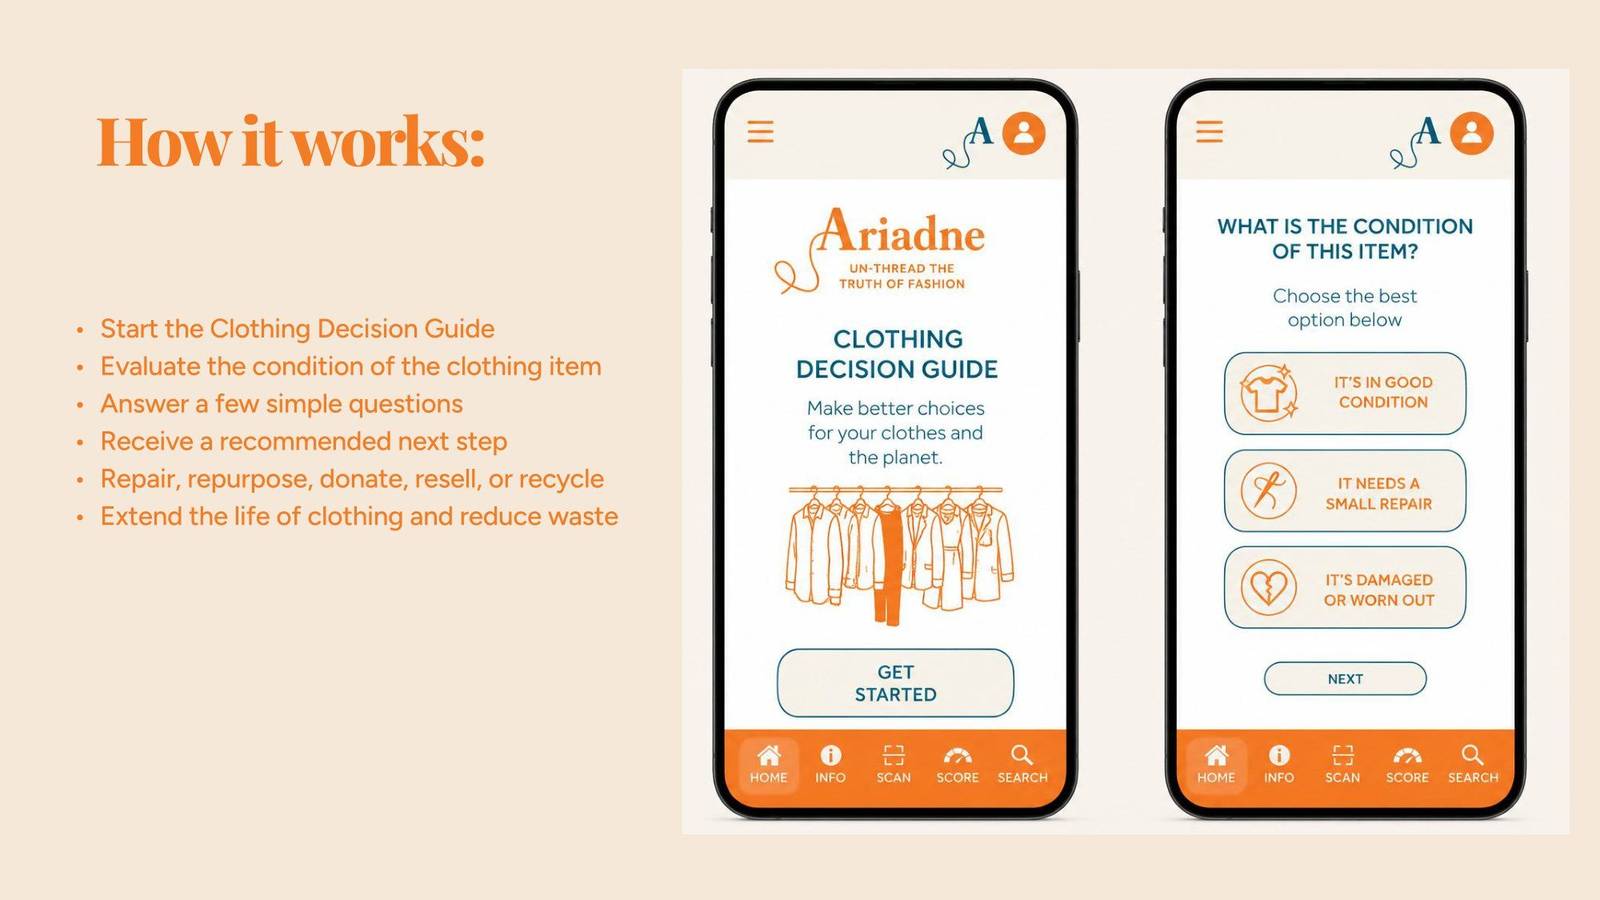 How it works:
• Start the Clothing Decision Guide
• Evaluate the condition of the clothing item
• Answer a few simple questions
• Receive a recommended next step
• Repair, repurpose, donate, resell, or recycle
• Extend the life of clothing and reduce waste
A
Ariadne
UN-THREAD THE
TRUTH OF FASHION
CLOTHING
DECISION GUIDE
Make better choices
for your clothes and
the planet.
GET
STARTED
HOME INFO SCAN SCORE SEARCH
A
WHAT IS THE CONDITION
OF THIS ITEM?
Choose the best
option below
IT'S IN GOOD
CONDITION
IT NEEDS A
SMALL REPAIR
IT'S DAMAGED
OR WORN OUT
NEXT
HOME INFO SCAN SCORE SEARCH